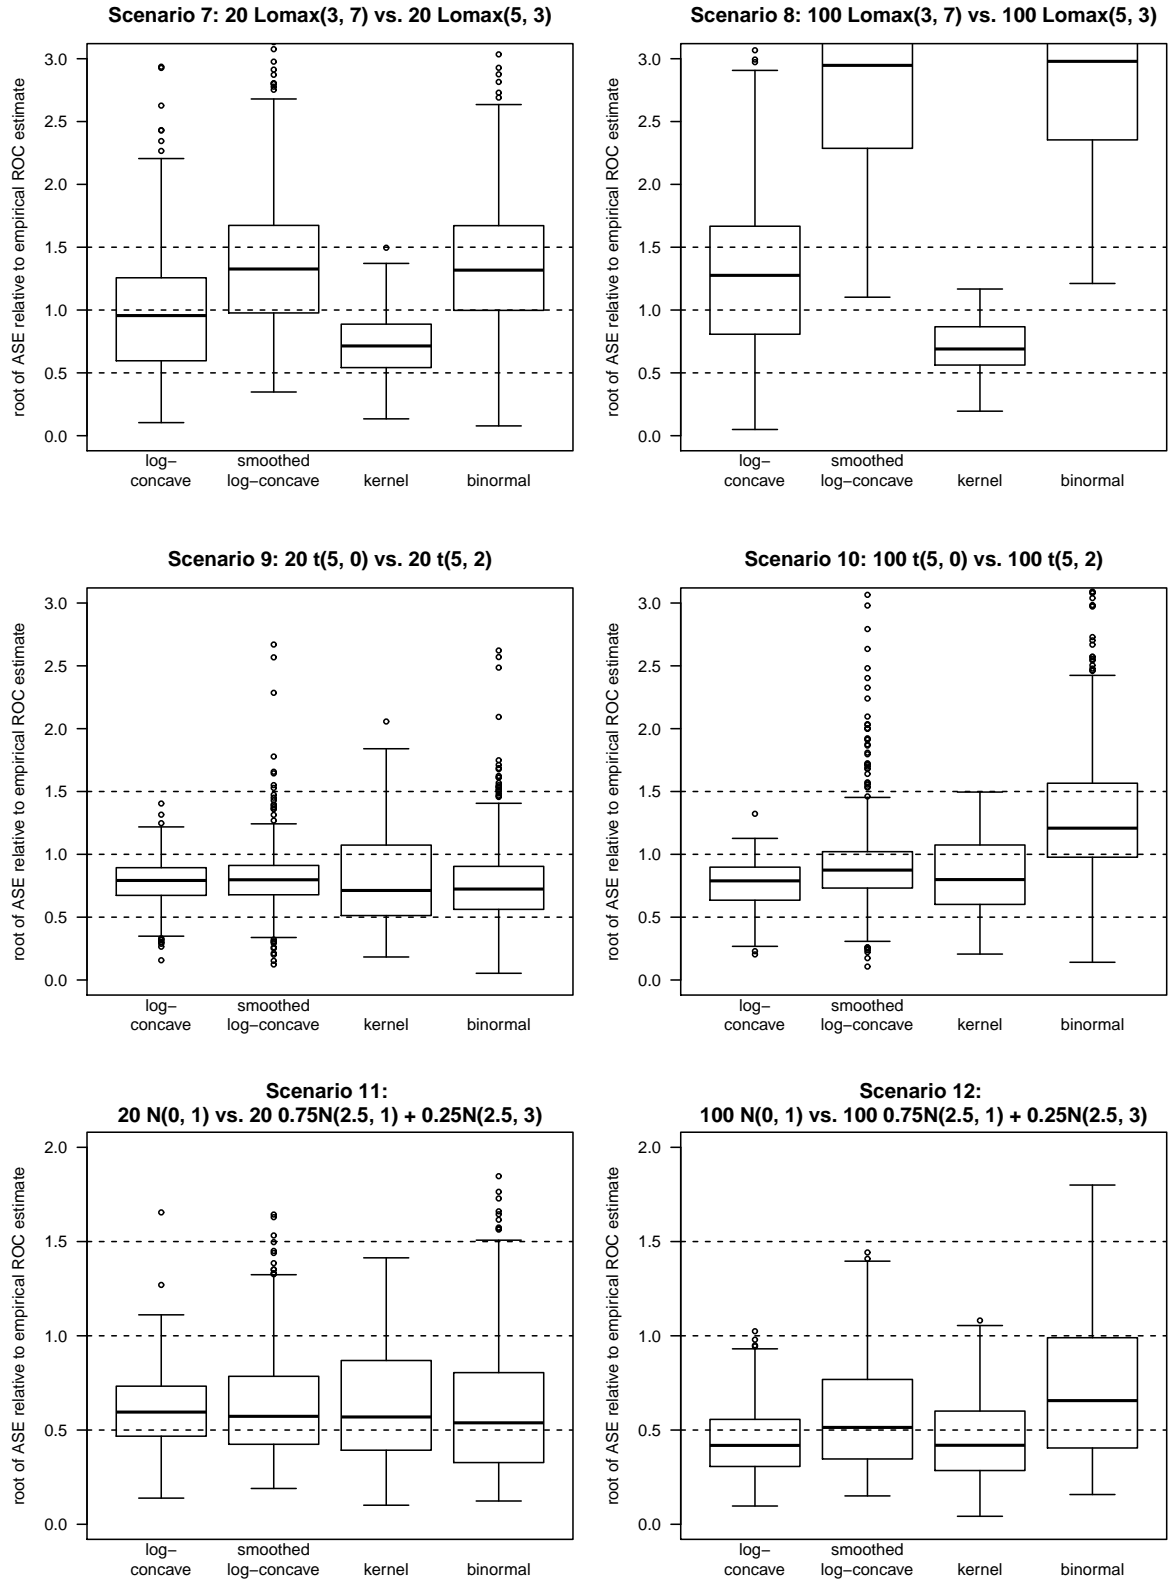 Scenario 7: 20 Lomax(3, 7) vs. 20 Lomax(5, 3)
root of ASE relative to empirical ROC estimate
3.0
2.5
2.0
1.5
1.0
0.5
0.0
log−
concave
smoothed
log−concave
kernel
binormal
Scenario 8: 100 Lomax(3, 7) vs. 100 Lomax(5, 3)
root of ASE relative to empirical ROC estimate
3.0
2.5
2.0
1.5
1.0
0.5
0.0
log−
concave
smoothed
log−concave
kernel
binormal
Scenario 9: 20 t(5, 0) vs. 20 t(5, 2)
root of ASE relative to empirical ROC estimate
3.0
2.5
2.0
1.5
1.0
0.5
0.0
log−
concave
smoothed
log−concave
kernel
binormal
Scenario 10: 100 t(5, 0) vs. 100 t(5, 2)
root of ASE relative to empirical ROC estimate
3.0
2.5
2.0
1.5
1.0
0.5
0.0
log−
concave
smoothed
log−concave
kernel
binormal
Scenario 11:
20 N(0, 1) vs. 20 0.75N(2.5, 1) + 0.25N(2.5, 3)
root of ASE relative to empirical ROC estimate
2.0
1.5
1.0
0.5
0.0
log−
concave
smoothed
log−concave
kernel
binormal
Scenario 12:
100 N(0, 1) vs. 100 0.75N(2.5, 1) + 0.25N(2.5, 3)
root of ASE relative to empirical ROC estimate
2.0
1.5
1.0
0.5
0.0
log−
concave
smoothed
log−concave
kernel
binormal